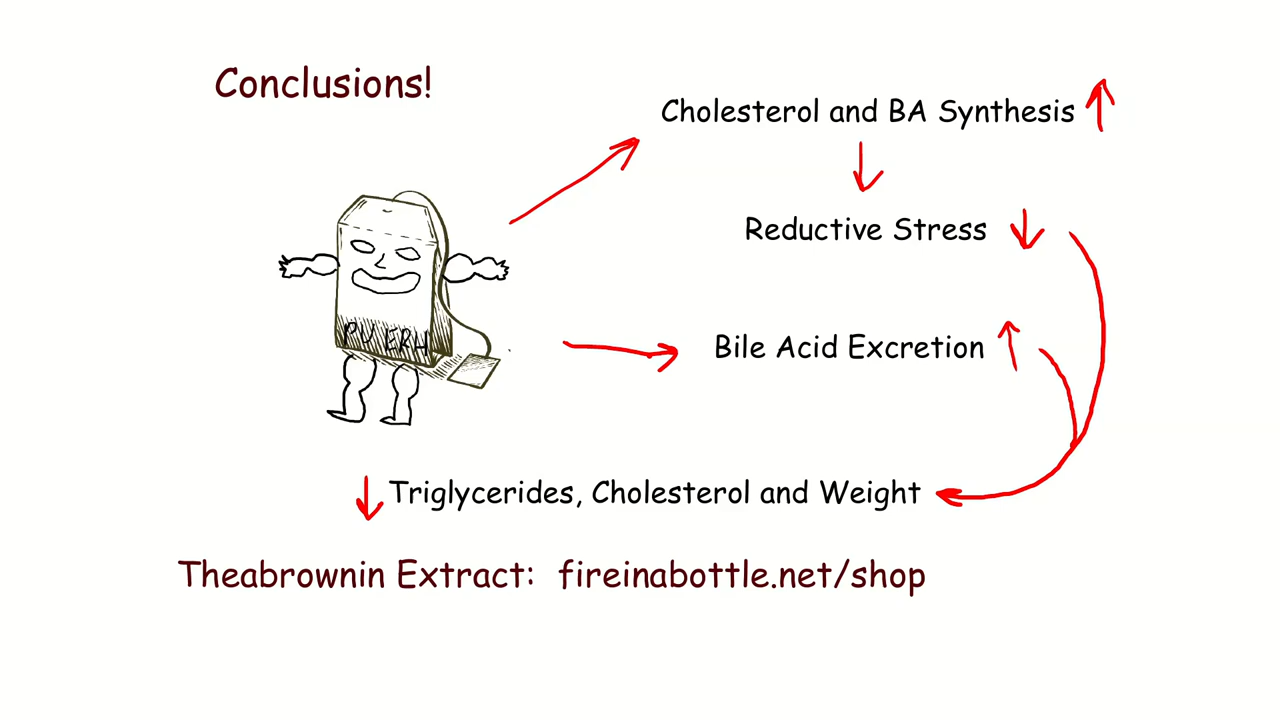 Conclusions!
Cholesterol and BA Synthesis
Reductive Stress
PU ERH
Bile Acid Excretion
Triglycerides, Cholesterol and Weight
Theabrownin Extract: fireinabottle.net/shop